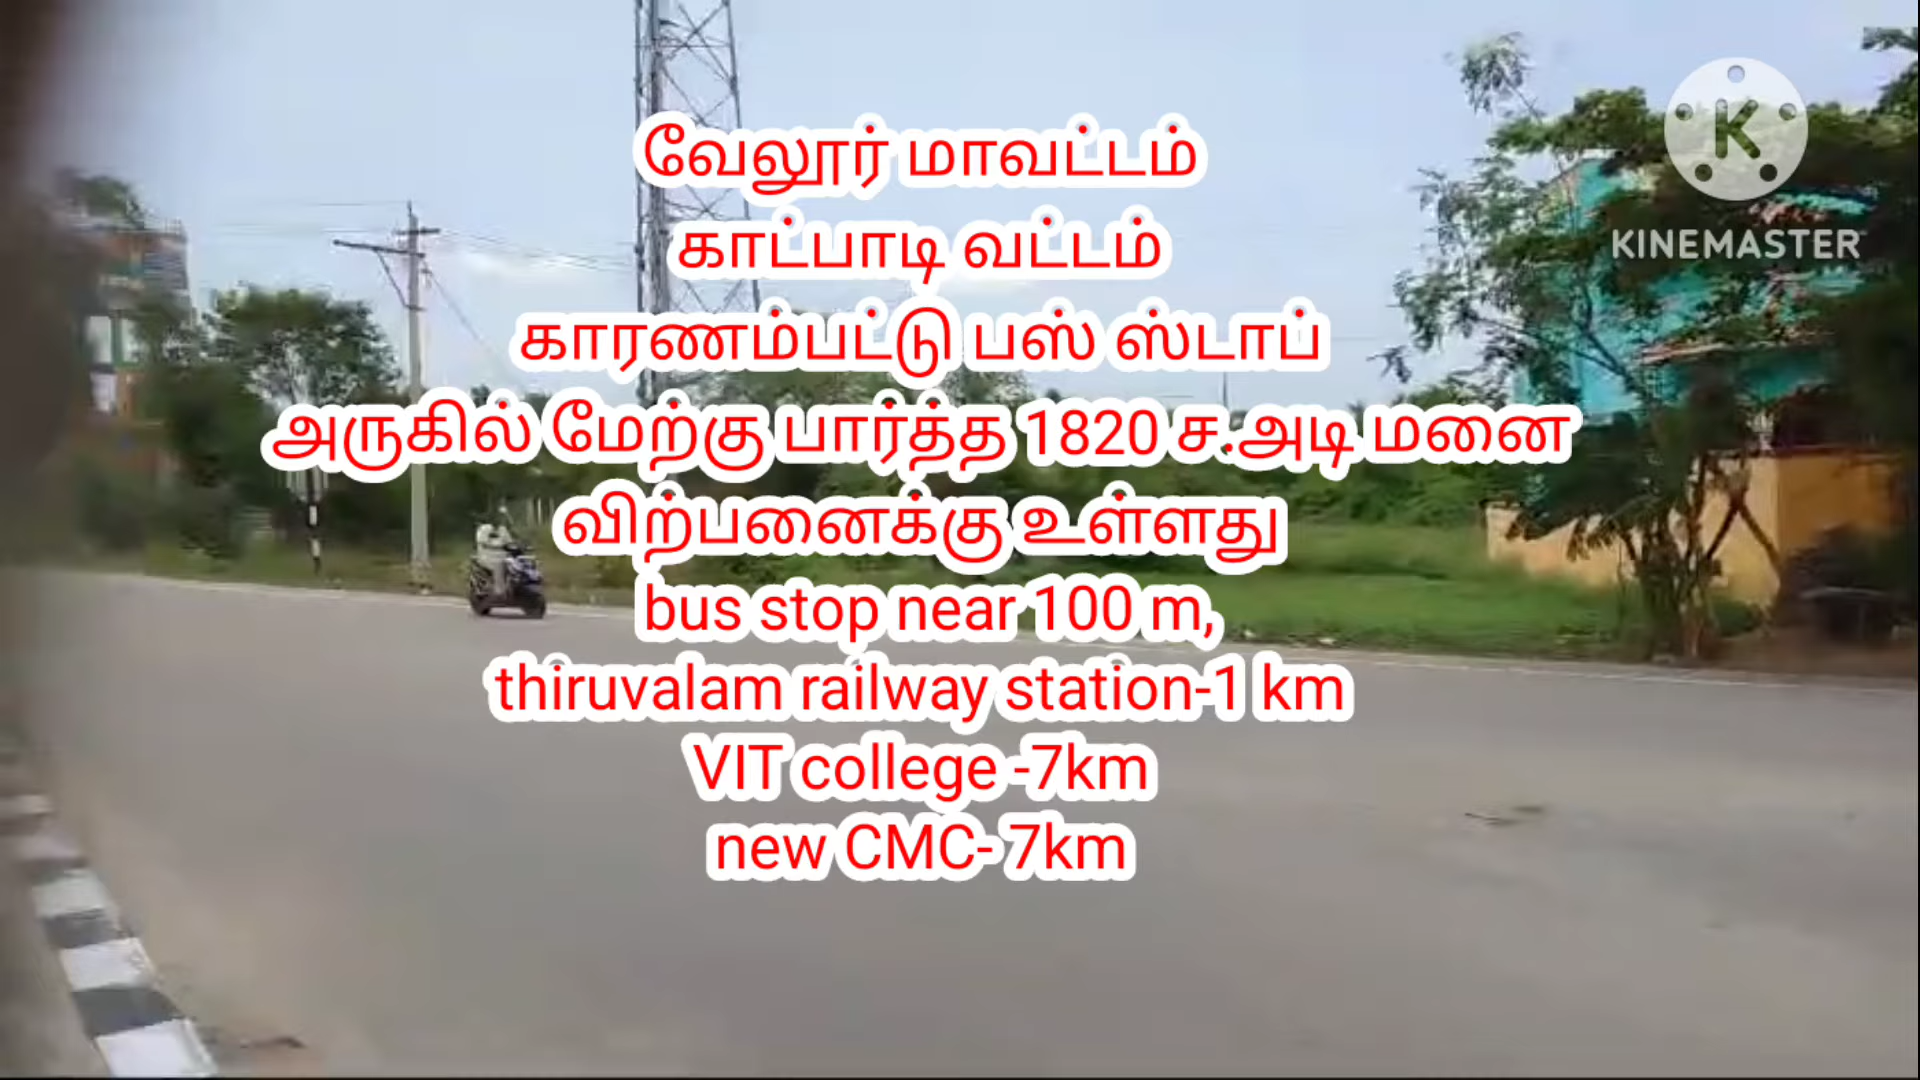 வேலூர் மாவட்டம்
காட்பாடி வட்டம்
காரணம்பட்டு பஸ் ஸ்டாப்
அருகில் மேற்கு பார்த்த 1820 ச.அடி மனை
விற்பனைக்கு உள்ளது
bus stop near 100 m,
thiruvalam railway station-1 km
VIT college -7km
new CMC- 7km
K
KINEMASTER